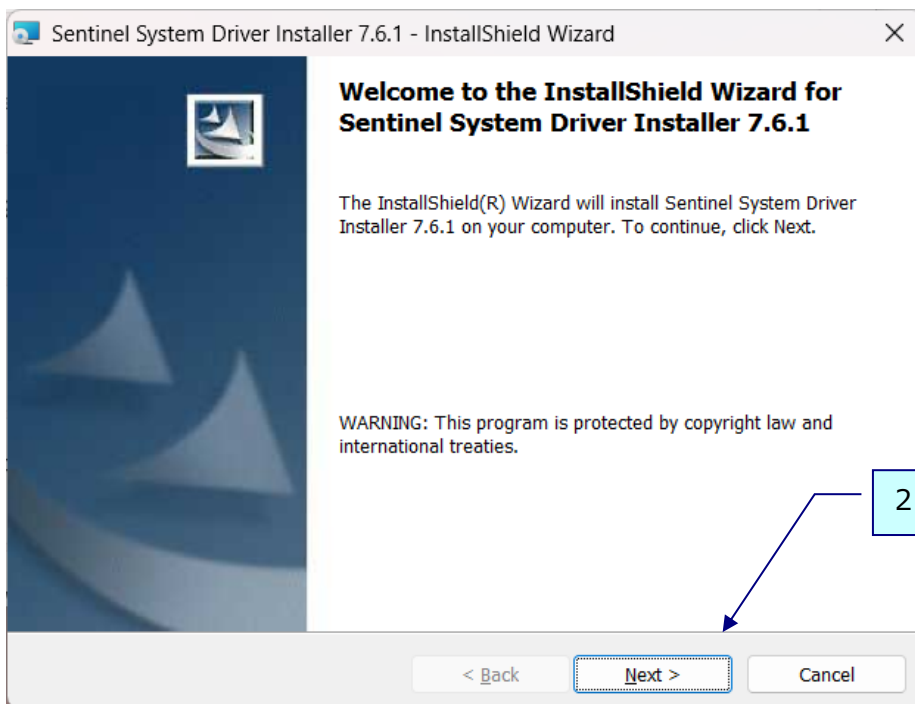 Sentinel System Driver Installer 7.6.1 - InstallShield Wizard
Welcome to the InstallShield Wizard for
Sentinel System Driver Installer 7.6.1
The InstallShield(R) Wizard will install Sentinel System Driver
Installer 7.6.1 on your computer. To continue, click Next.
WARNING: This program is protected by copyright law and
international treaties.
2
< Back Next > Cancel